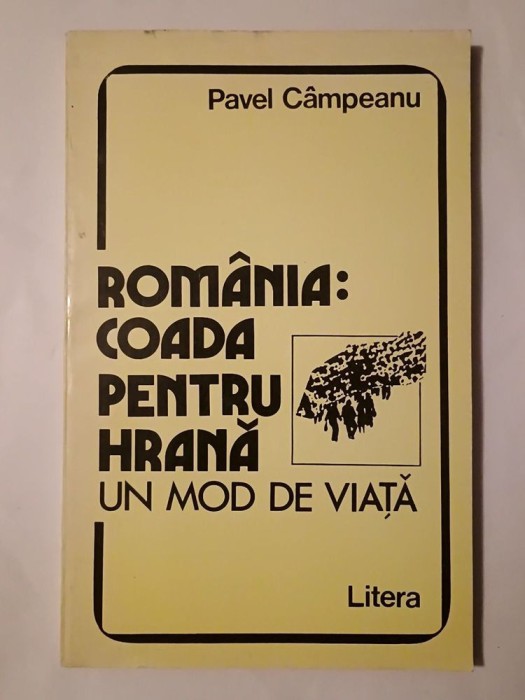 Pavel Câmpeanu
ROMÂNIA:
COADA
PENTRU
HRANĂ
UN MOD DE VIAȚĂ
Litera